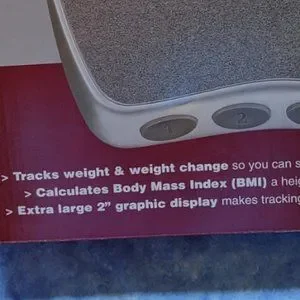 1 2
> Tracks weight & weight change so you can s
> Calculates Body Mass Index (BMI) a hei
> Extra large 2” graphic display makes tracking